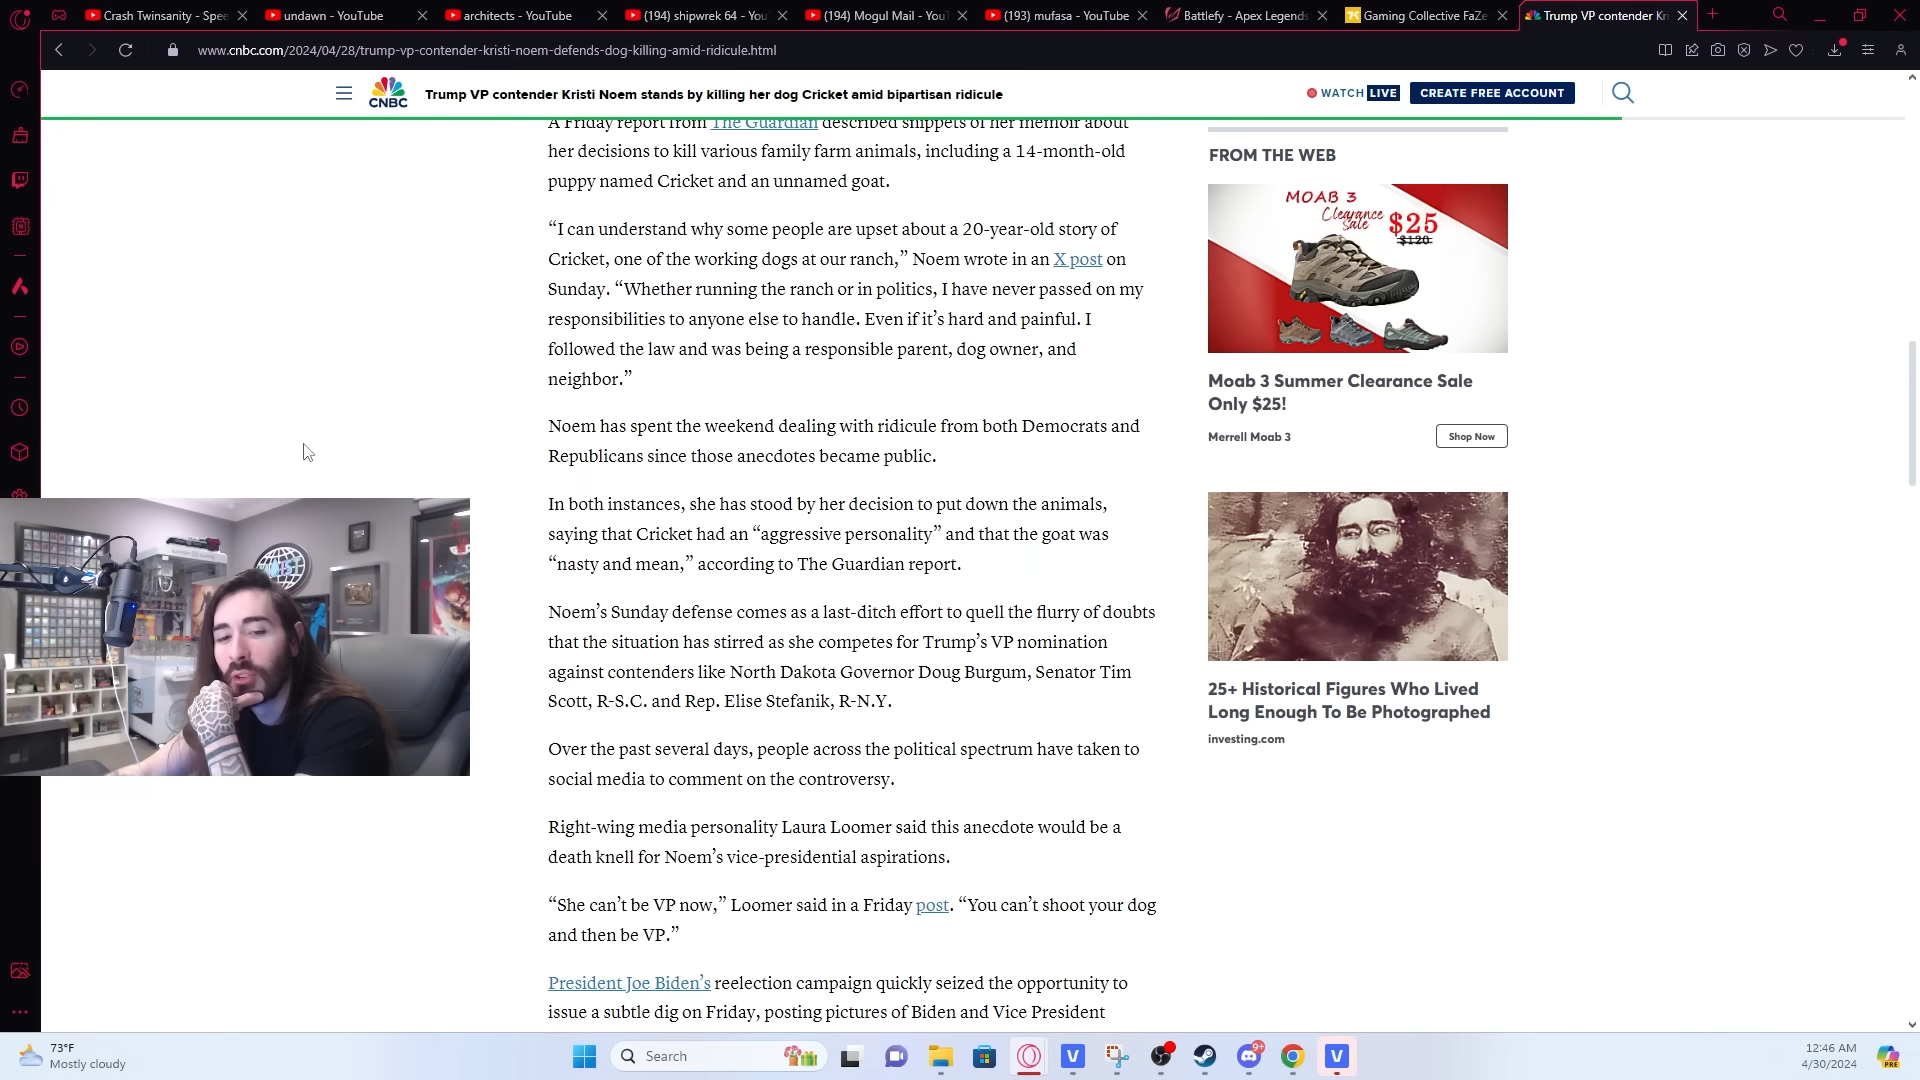 Crash Twinsanity - Spee
undawn - YouTube
architects - YouTube
(194) shipwrek 64 - You
(194) Mogul Mail - YouT
(193) mufasa - YouTube
Battlefy - Apex Legends
Gaming Collective FaZe
Trump VP contender Kr
www.cnbc.com/2024/04/28/trump-vp-contender-kristi-noem-defends-dog-killing-amid-ridicule.html
CNBC
Trump VP contender Kristi Noem stands by killing her dog Cricket amid bipartisan ridicule
WATCH LIVE
CREATE FREE ACCOUNT
A Friday report from The Guardian described snippets of her memoir about
her decisions to kill various family farm animals, including a 14-month-old
puppy named Cricket and an unnamed goat.
“I can understand why some people are upset about a 20-year-old story of
Cricket, one of the working dogs at our ranch,” Noem wrote in an X post on
Sunday. “Whether running the ranch or in politics, I have never passed on my
responsibilities to anyone else to handle. Even if it’s hard and painful. I
followed the law and was being a responsible parent, dog owner, and
neighbor.”
Noem has spent the weekend dealing with ridicule from both Democrats and
Republicans since those anecdotes became public.
In both instances, she has stood by her decision to put down the animals,
saying that Cricket had an “aggressive personality” and that the goat was
“nasty and mean,” according to The Guardian report.
Noem’s Sunday defense comes as a last-ditch effort to quell the flurry of doubts
that the situation has stirred as she competes for Trump’s VP nomination
against contenders like North Dakota Governor Doug Burgum, Senator Tim
Scott, R-S.C. and Rep. Elise Stefanik, R-N.Y.
Over the past several days, people across the political spectrum have taken to
social media to comment on the controversy.
Right-wing media personality Laura Loomer said this anecdote would be a
death knell for Noem’s vice-presidential aspirations.
“She can’t be VP now,” Loomer said in a Friday post. “You can’t shoot your dog
and then be VP.”
President Joe Biden’s reelection campaign quickly seized the opportunity to
issue a subtle dig on Friday, posting pictures of Biden and Vice President
FROM THE WEB
MOAB 3
Clearance
Sale
$25
$120
Moab 3 Summer Clearance Sale
Only $25!
Merrell Moab 3
Shop Now
25+ Historical Figures Who Lived
Long Enough To Be Photographed
investing.com
73°F
Mostly cloudy
Search
9+
12:46 AM
4/30/2024
PRE